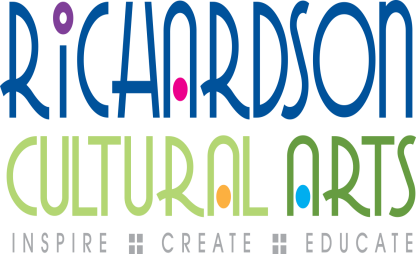 RiCHARDSON
CULTURAL ARTS
INSPIRE CREATE EDUCATE